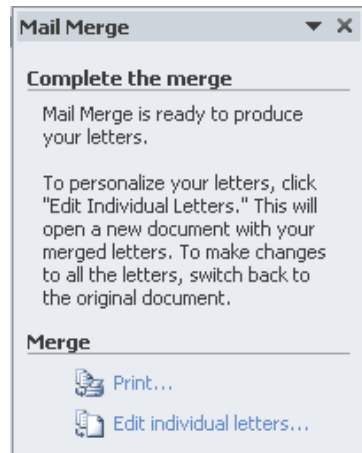 Mail Merge
Complete the merge
Mail Merge is ready to produce
your letters.
To personalize your letters, click
"Edit Individual Letters." This will
open a new document with your
merged letters. To make changes
to all the letters, switch back to
the original document.
Merge
Print...
Edit individual letters...